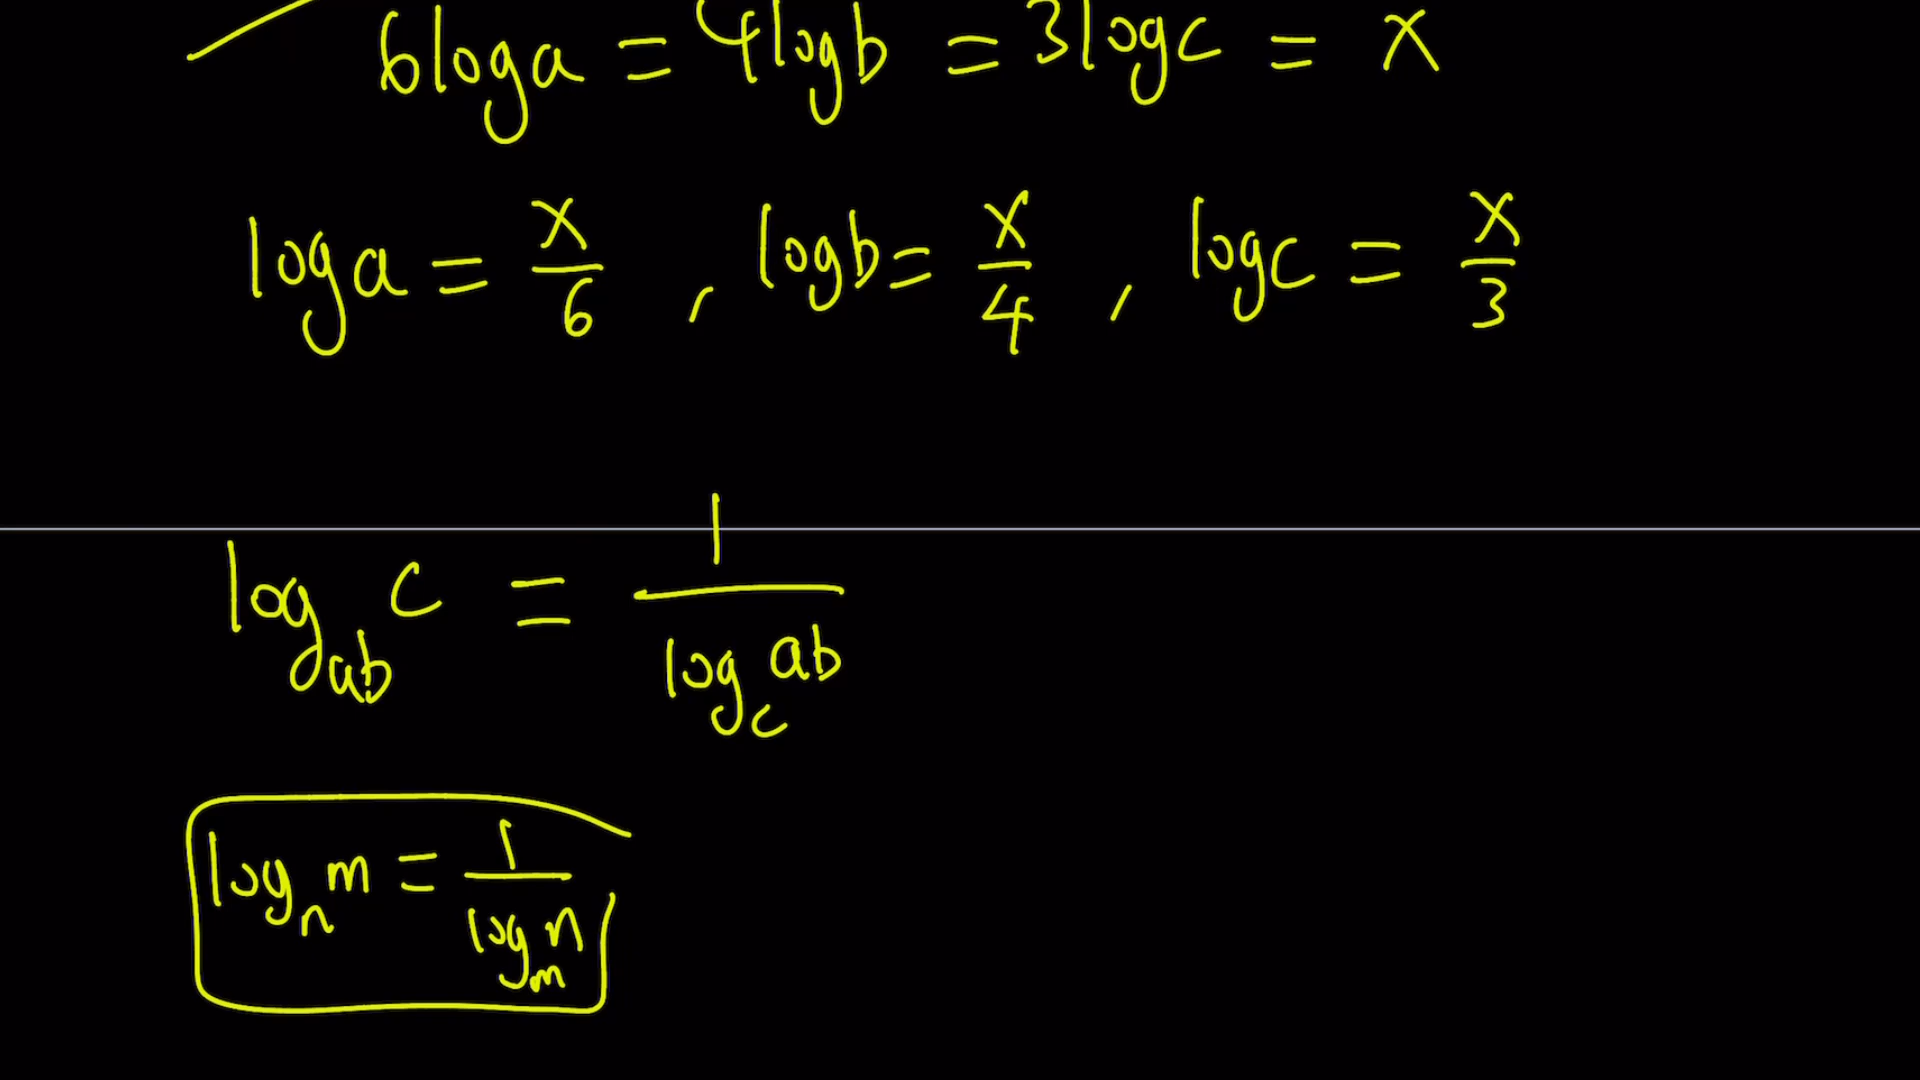 6loga = 4logb = 3logc = x
loga = x/6 , logb = x/4 , logc = x/3
log_ab c = 1/log_c ab
log_n m = 1/log_m n